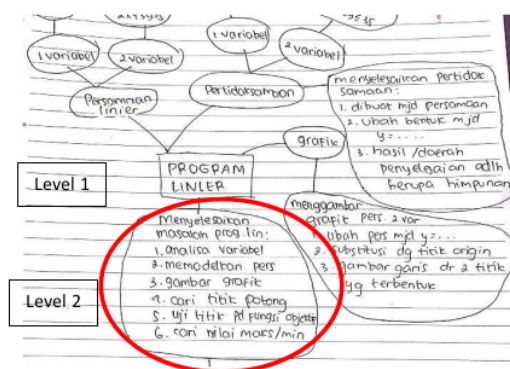 1 variabel
2 variabel
1 variabel
2 variabel
Persamaan
linier
Pertidaksamaan
menyelesaikan Pertidak
samaan :
1. dibuat mjd persamaan
2. Ubah bentuk mjd
y = ....
3. hasil / daerah
penyelesaian adlh
berupa himpunan
grafik
PROGRAM
LINIER
Level 1
menggambar
grafik pers. 2 var
1. Ubah pers mjd y = ...
2. Substitusi dg titik origin
3. gambar garis dr 2 titik
yg terbentuk
Menyelesaikan
masalah prog. lin :
1. analisa variabel
2. memodelkan pers
3. gambar grafik
4. cari titik potong
5. Uji titik pd fungsi objektif
6. cari nilai maks/min
Level 2